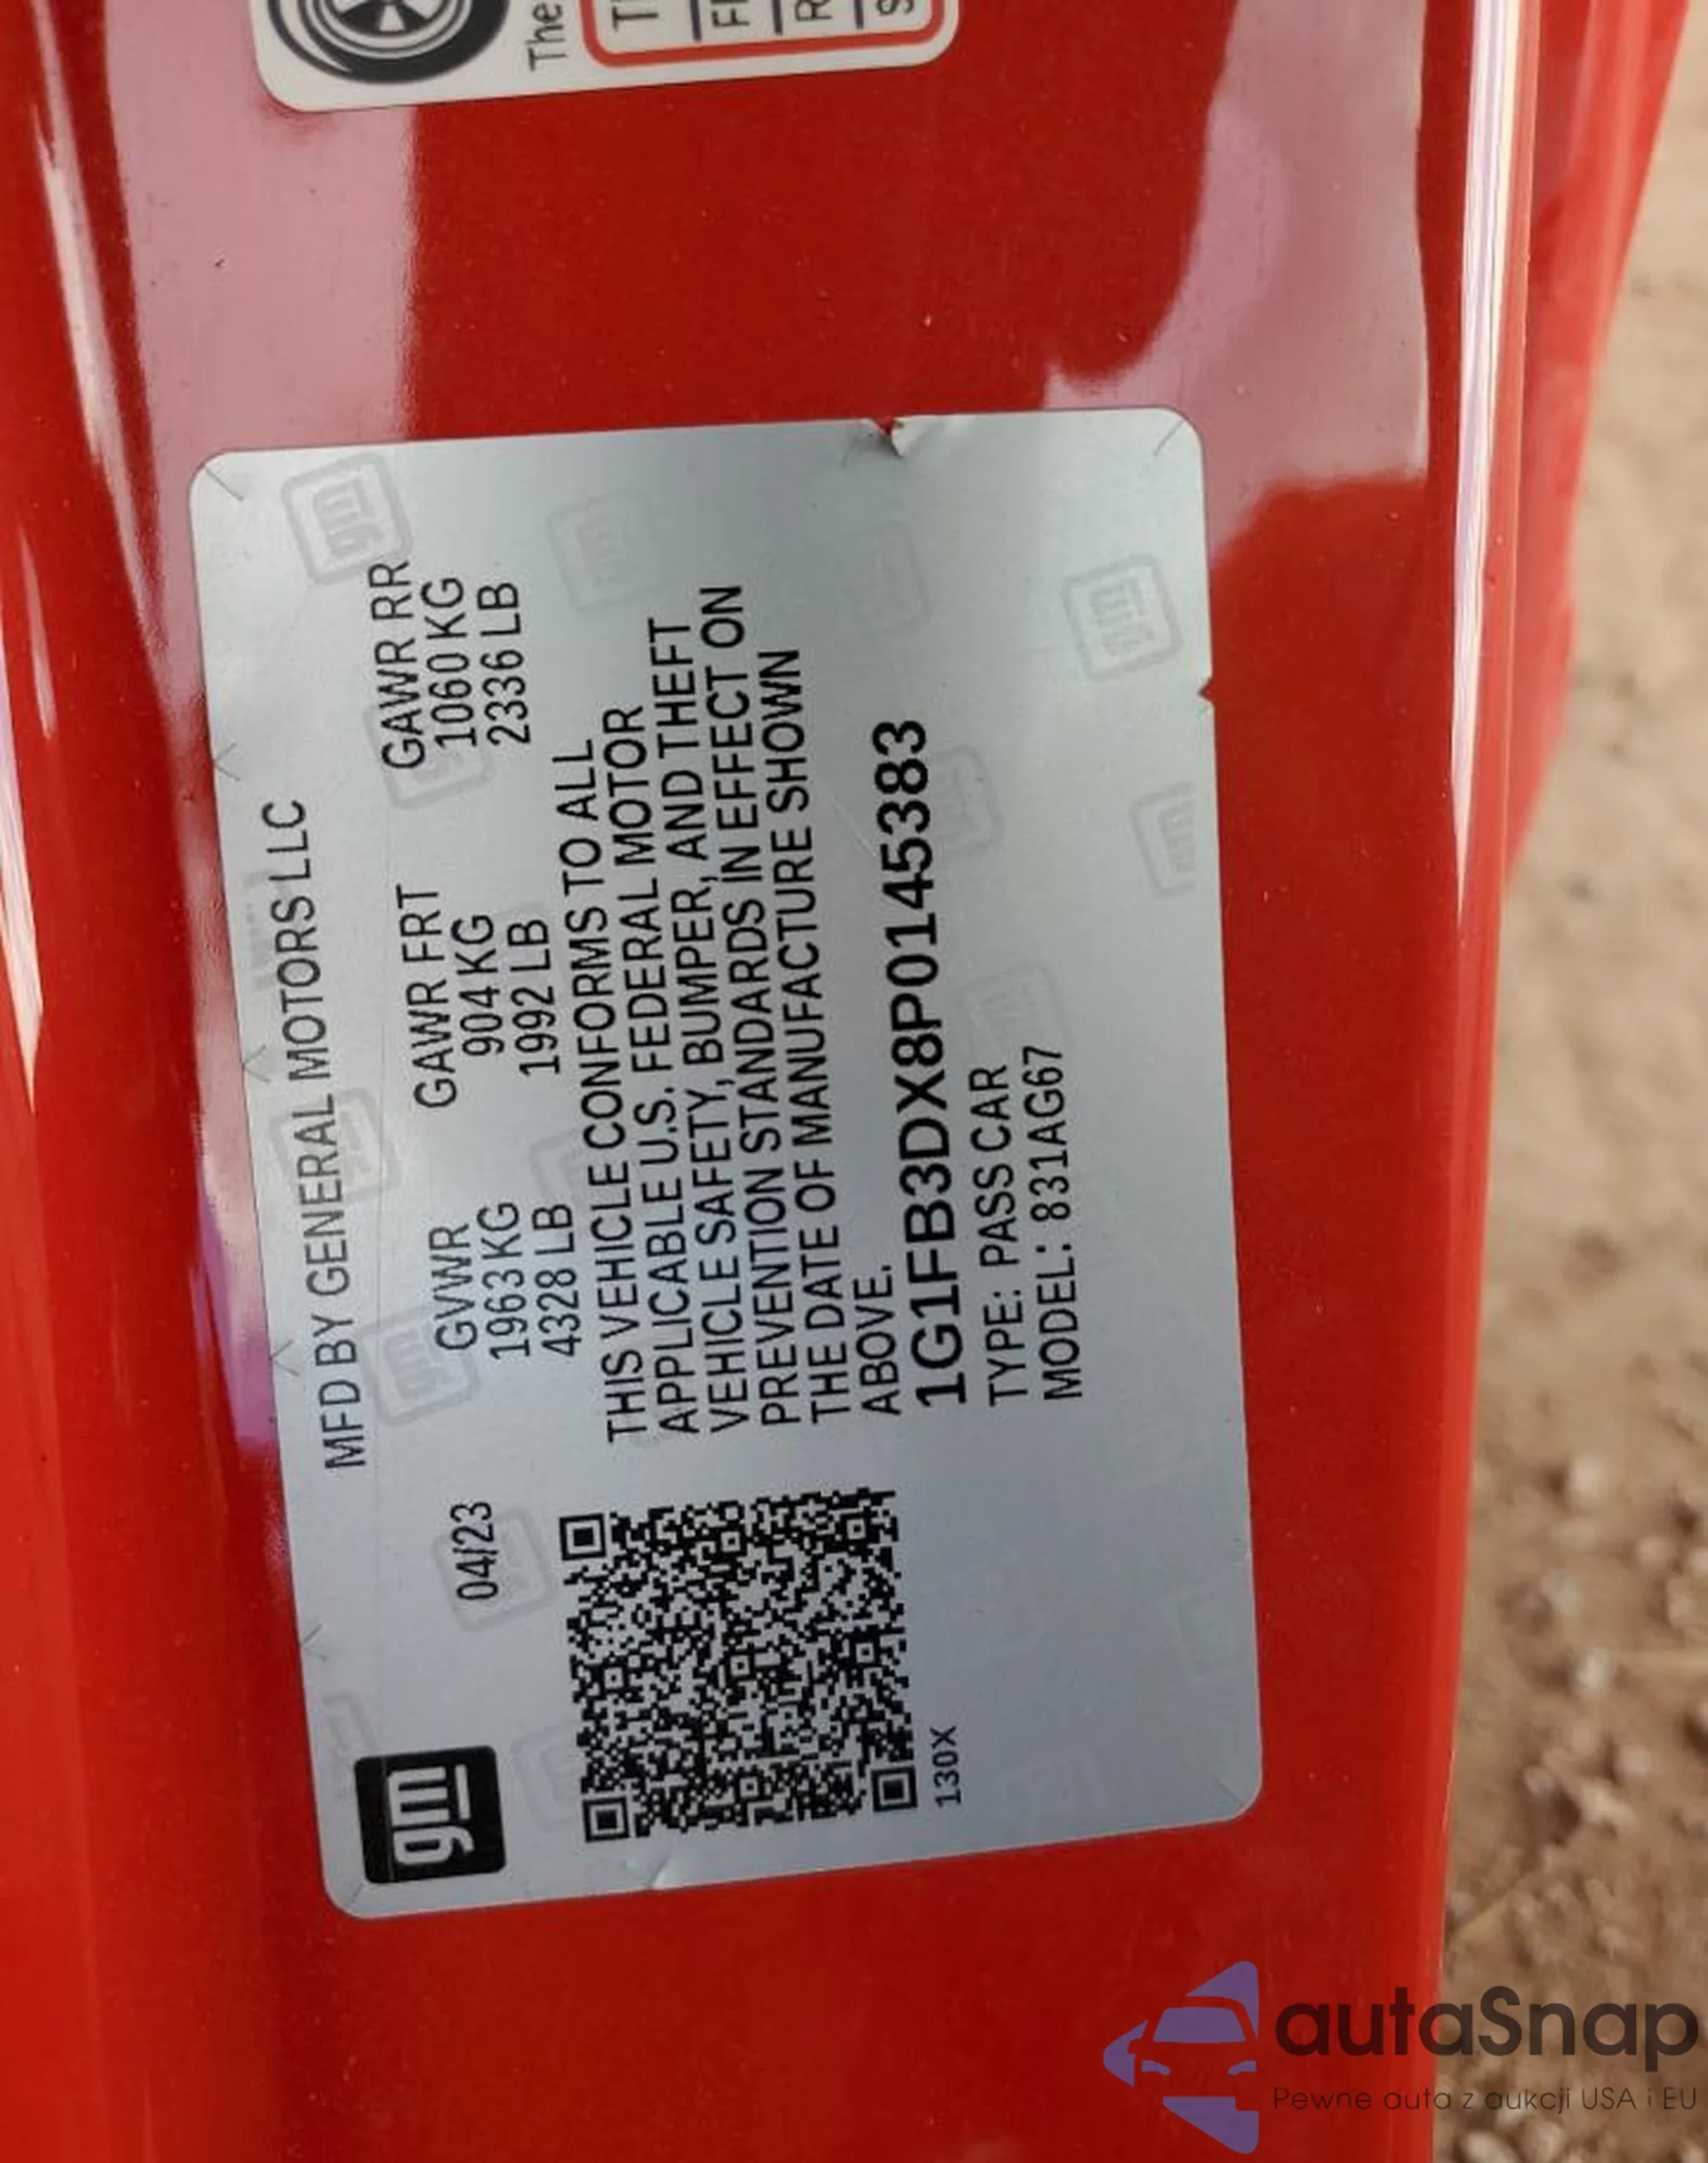 The
MFD BY GENERAL MOTORS LLC
04/23
GVWR GAWR FRT GAWR RR
1963 KG 904 KG 1060 KG
4328 LB 1992 LB 2336 LB
THIS VEHICLE CONFORMS TO ALL
APPLICABLE U.S. FEDERAL MOTOR
VEHICLE SAFETY, BUMPER, AND THEFT
PREVENTION STANDARDS IN EFFECT ON
THE DATE OF MANUFACTURE SHOWN
ABOVE.
1G1FB3DX8P0145383
TYPE: PASS CAR
MODEL: 831AG67
gm
130X
autaSnap
Pewne auta z aukcji USA i EU